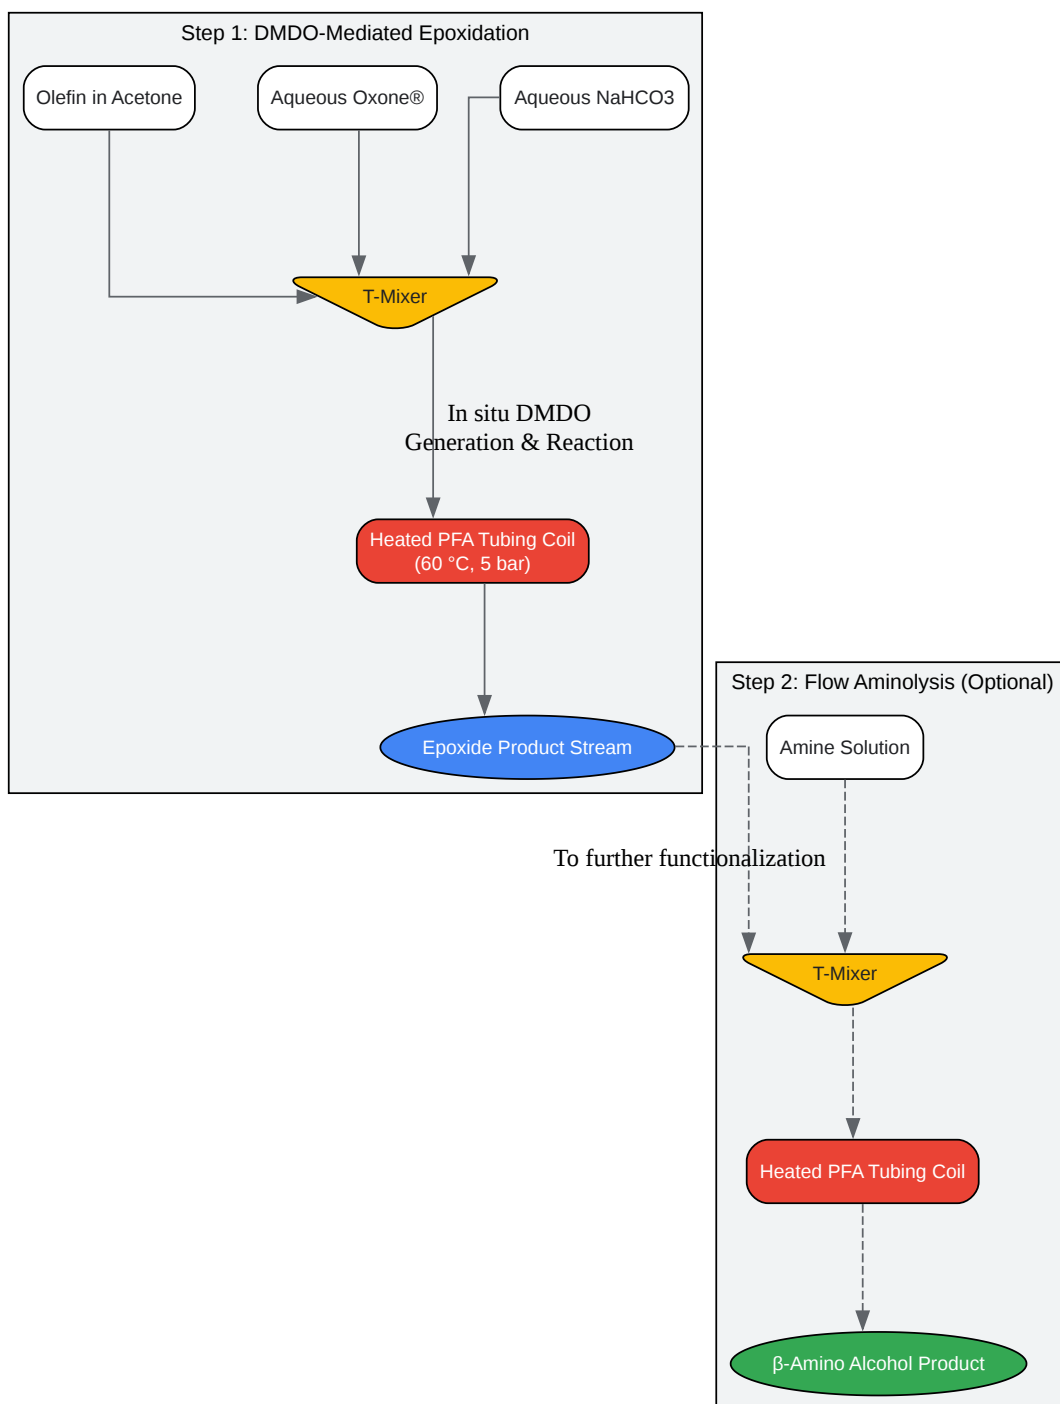 Step 1: DMDO-Mediated Epoxidation
Olefin in Acetone
Aqueous Oxone®
Aqueous NaHCO3
T-Mixer
In situ DMDO
Generation & Reaction
Heated PFA Tubing Coil
(60 °C, 5 bar)
Epoxide Product Stream
Step 2: Flow Aminolysis (Optional)
Amine Solution
To further functionalization
T-Mixer
Heated PFA Tubing Coil
β-Amino Alcohol Product